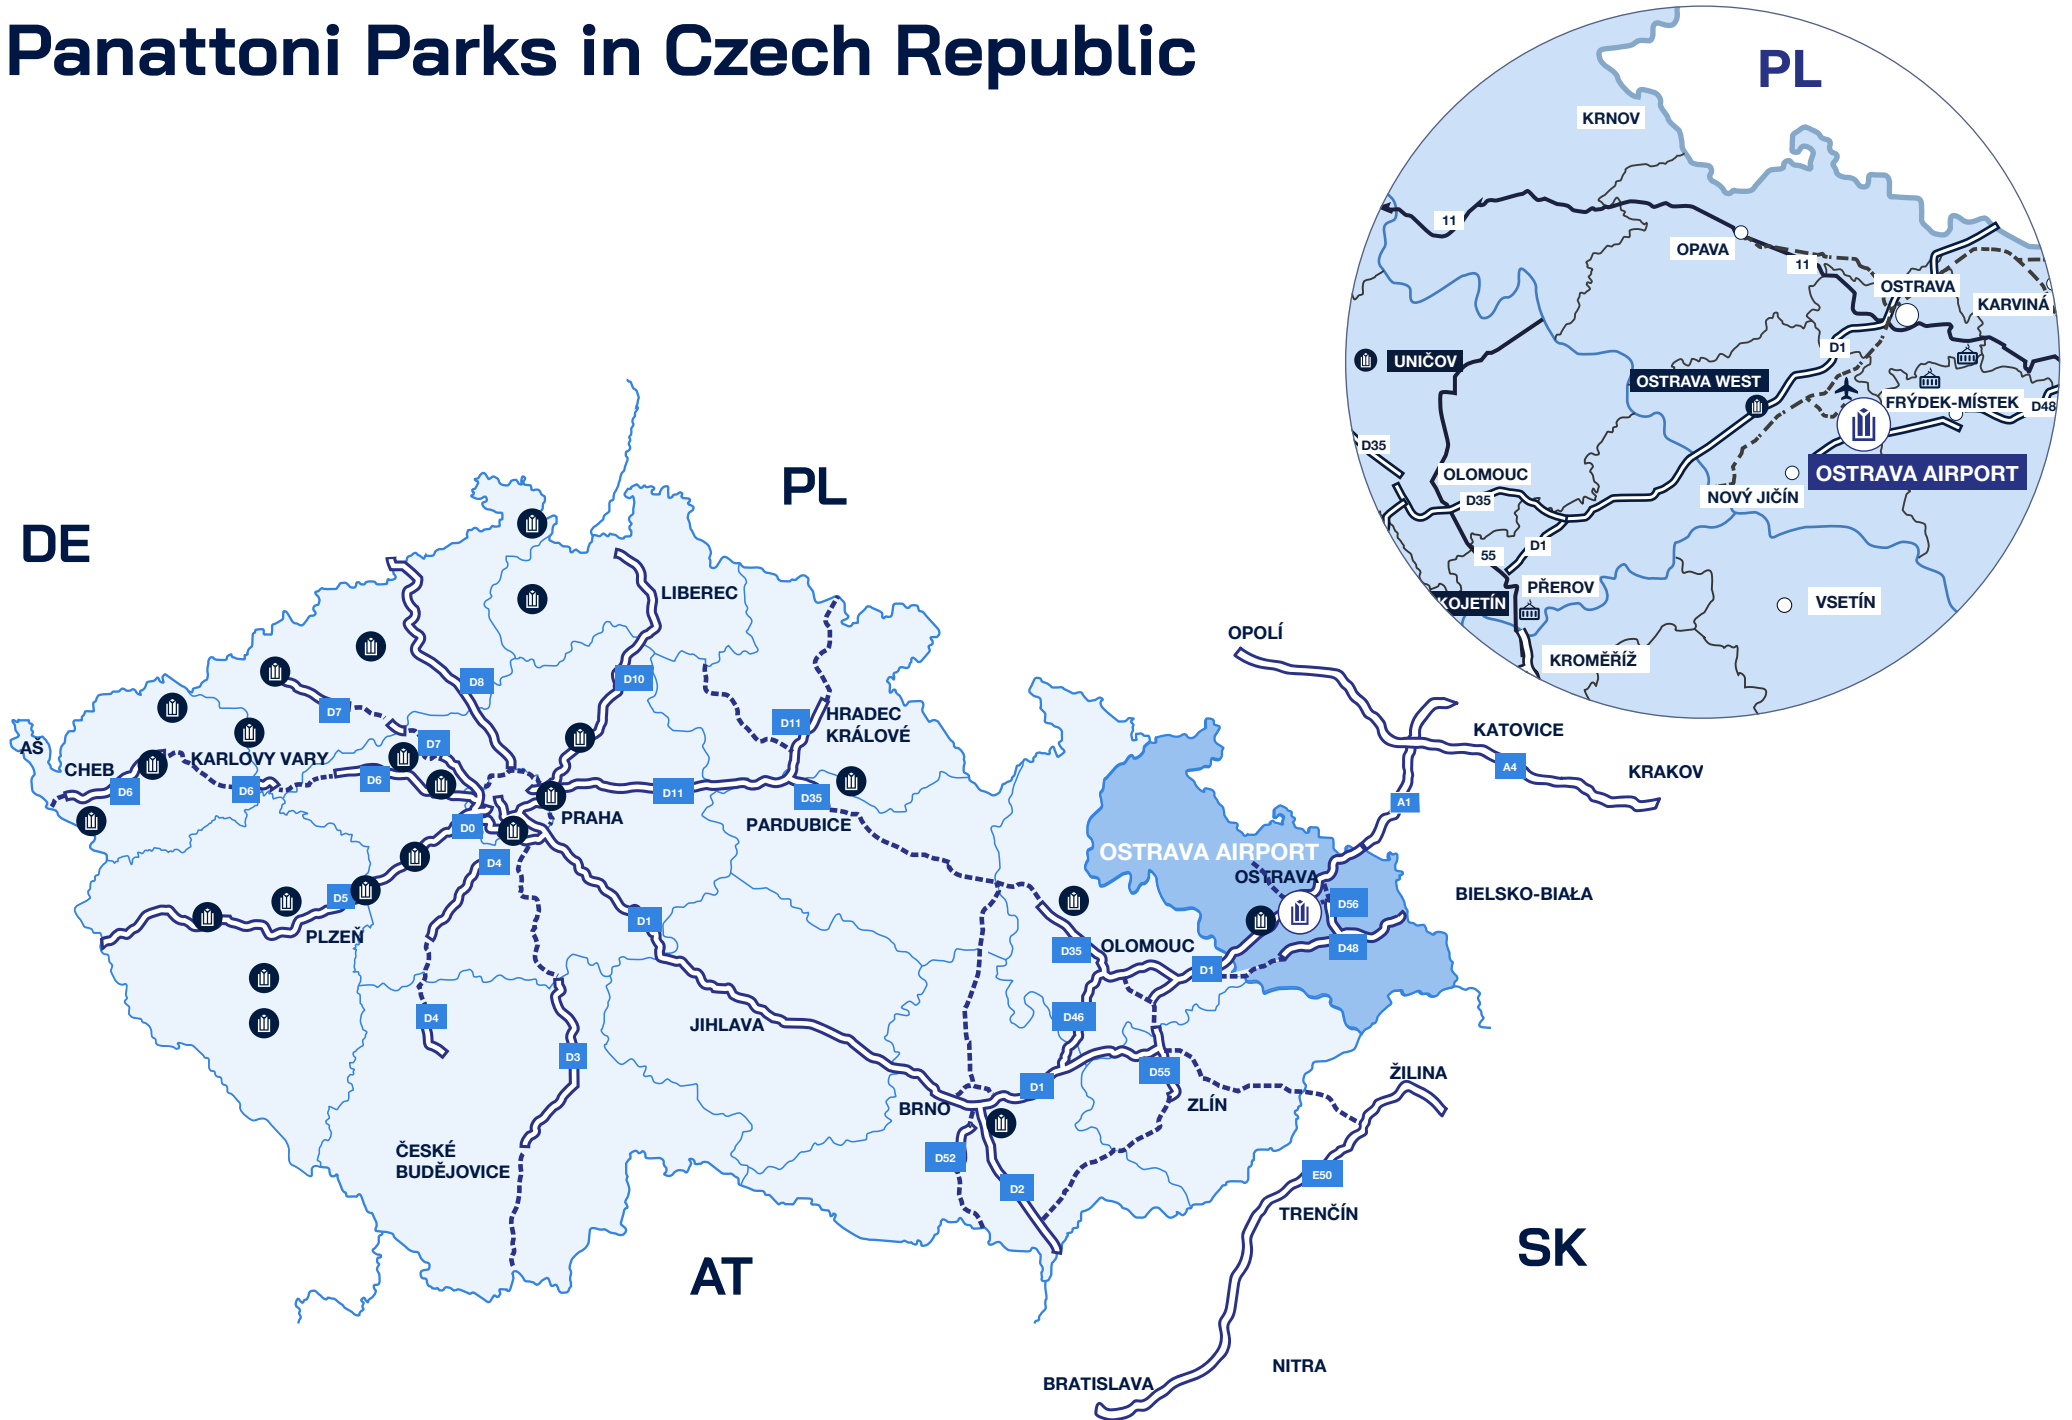 Panattoni Parks in Czech Republic
PL
KRNOV
11
OPAVA
11
OSTRAVA
KARVINÁ
D1
UNIČOV
OSTRAVA WEST
FRÝDEK-MÍSTEK
D48
D35
OLOMOUC
OSTRAVA AIRPORT
D35
NOVÝ JIČÍN
D1
55
PŘEROV
KOJETÍN
VSETÍN
KROMĚŘÍŽ
PL
DE
LIBEREC
OPOLÍ
D8
D10
D7
D11
HRADEC
KRÁLOVÉ
KATOVICE
AŠ
D7
KARLOVY VARY
CHEB
D6
D6
D6
D11
D35
A4
KRAKOV
A1
PRAHA
PARDUBICE
D0
D4
OSTRAVA AIRPORT
OSTRAVA
D5
D56
BIELSKO-BIAŁA
PLZEŇ
D1
D35
OLOMOUC
D48
D1
D4
JIHLAVA
D46
D3
D55
ŽILINA
D1
BRNO
ZLÍN
ČESKÉ
BUDĚJOVICE
D52
D2
E50
TRENČÍN
AT
SK
NITRA
BRATISLAVA